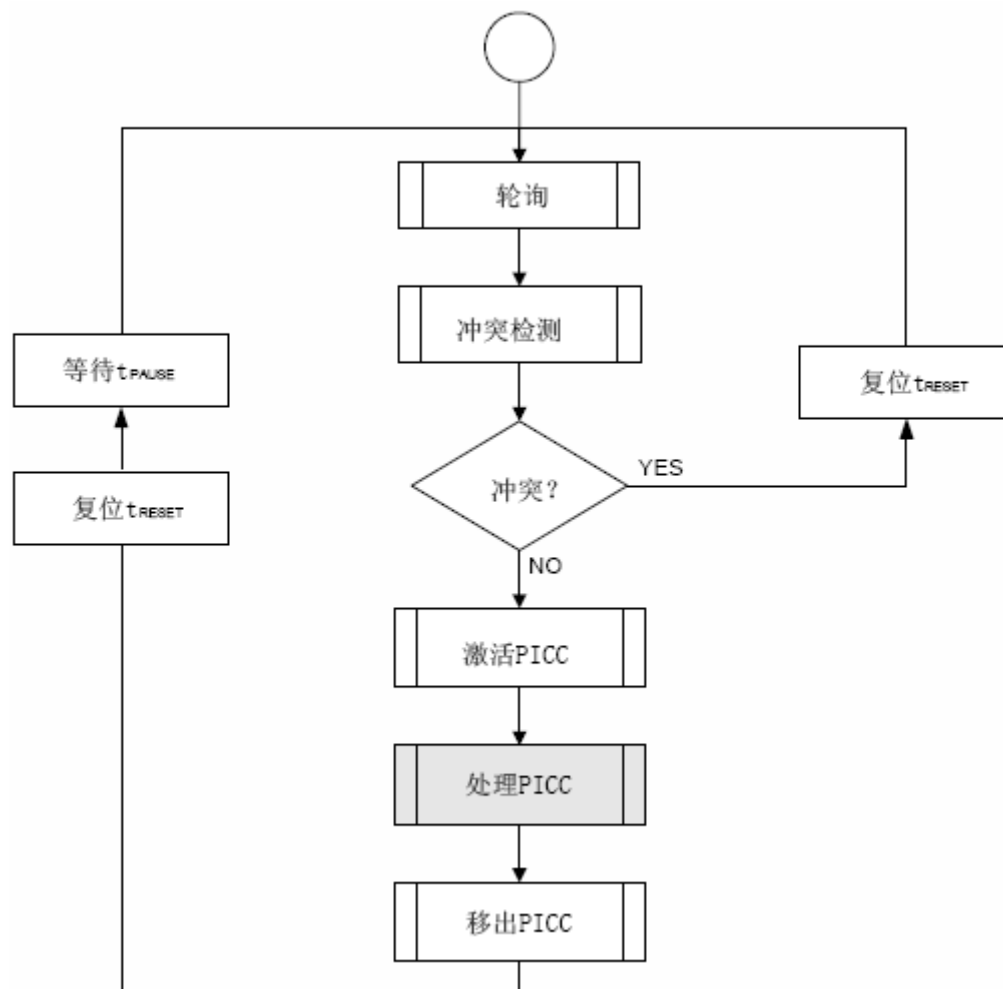 轮询
冲突检测
等待tPAUSE
复位tRESET
冲突？
YES
复位tRESET
NO
激活PICC
处理PICC
移出PICC